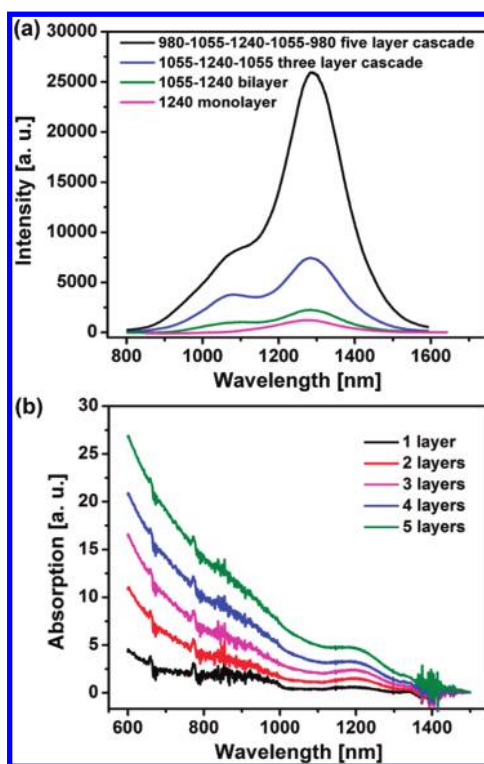 (a)
30000
25000
20000
15000
10000
5000
0
Intensity [a. u.]
980-1055-1240-1055-980 five layer cascade
1055-1240-1055 three layer cascade
1055-1240 bilayer
1240 monolayer
800 1000 1200 1400 1600
Wavelength [nm]
(b)
30
25
20
15
10
5
0
Absorption [a. u.]
1 layer
2 layers
3 layers
4 layers
5 layers
600 800 1000 1200 1400
Wavelength [nm]